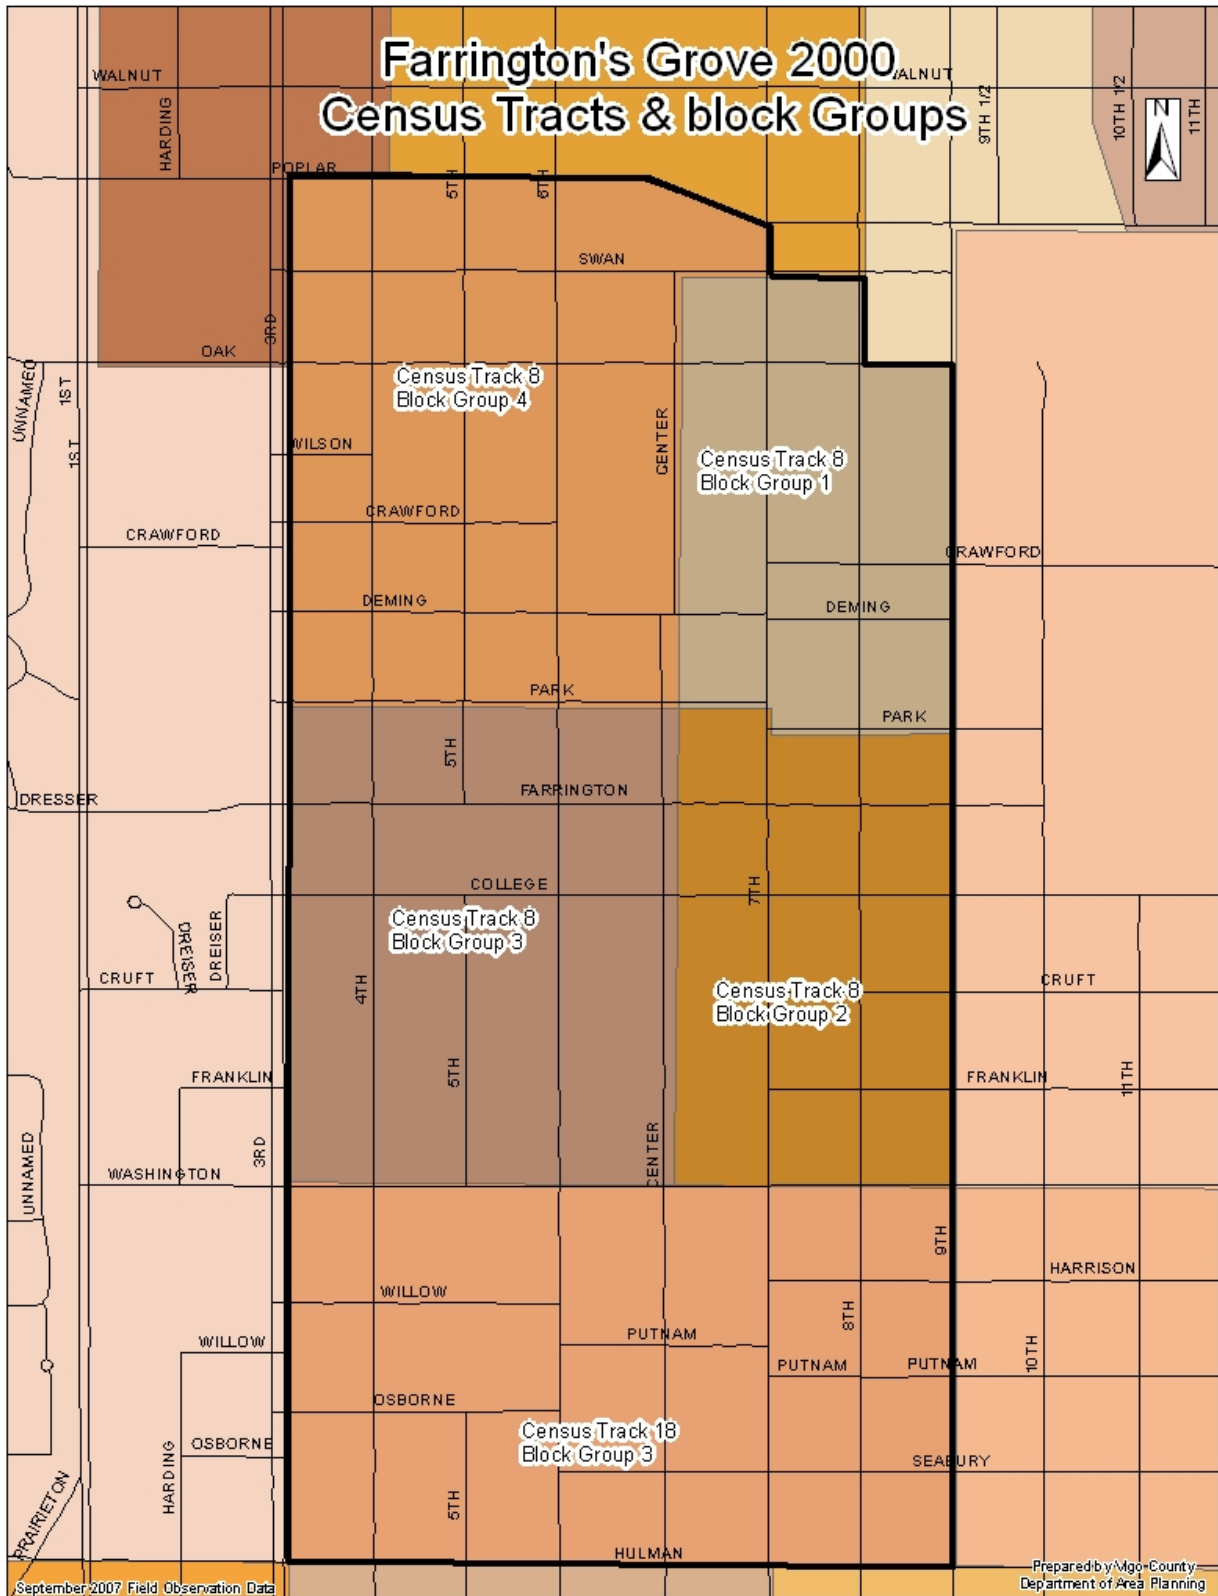 Farrington's Grove 2000
Census Tracts & block Groups
WALNUT
WALNUT
HARDING
9TH 1/2
10TH 1/2
11TH
N
POPLAR
5TH
6TH
SWAN
3RD
OAK
UNNAMED
1ST
1ST
Census Track 8
Block Group 4
WILSON
CENTER
Census Track 8
Block Group 1
CRAWFORD
CRAWFORD
CRAWFORD
DEMING
DEMING
PARK
PARK
5TH
FARRINGTON
DRESSER
COLLEGE
7TH
Census Track 8
Block Group 3
DREISER
DREISER
CRUFT
4TH
Census Track 8
Block Group 2
CRUFT
FRANKLIN
5TH
FRANKLIN
11TH
UNNAMED
3RD
WASHINGTON
CENTER
9TH
HARRISON
WILLOW
8TH
WILLOW
PUTNAM
PUTNAM
PUTNAM
10TH
OSBORNE
Census Track 18
Block Group 3
OSBORNE
SEABURY
HARDING
5TH
PRAIRIETON
HULMAN
September 2007 Field Observation Data
Prepared by Vigo County
Department of Area Planning